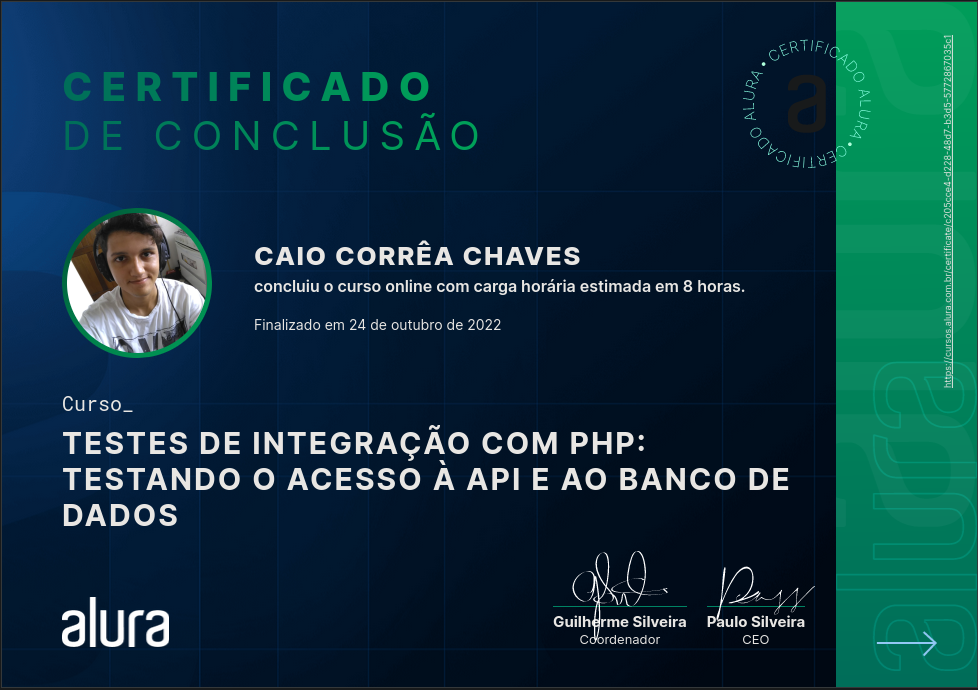 CERTIFICADO
DE CONCLUSÃO
CERTIFICADO ALURA • CERTIFICADO ALURA •
a
https://cursos.alura.com.br/certificate/c205cce4-d228-48d7-b3d5-5772867035c1
CAIO CORRÊA CHAVES
concluiu o curso online com carga horária estimada em 8 horas.
Finalizado em 24 de outubro de 2022
Curso_
TESTES DE INTEGRAÇÃO COM PHP:
TESTANDO O ACESSO À API E AO BANCO DE
DADOS
alura
Guilherme Silveira
Coordenador
Paulo Silveira
CEO
alura